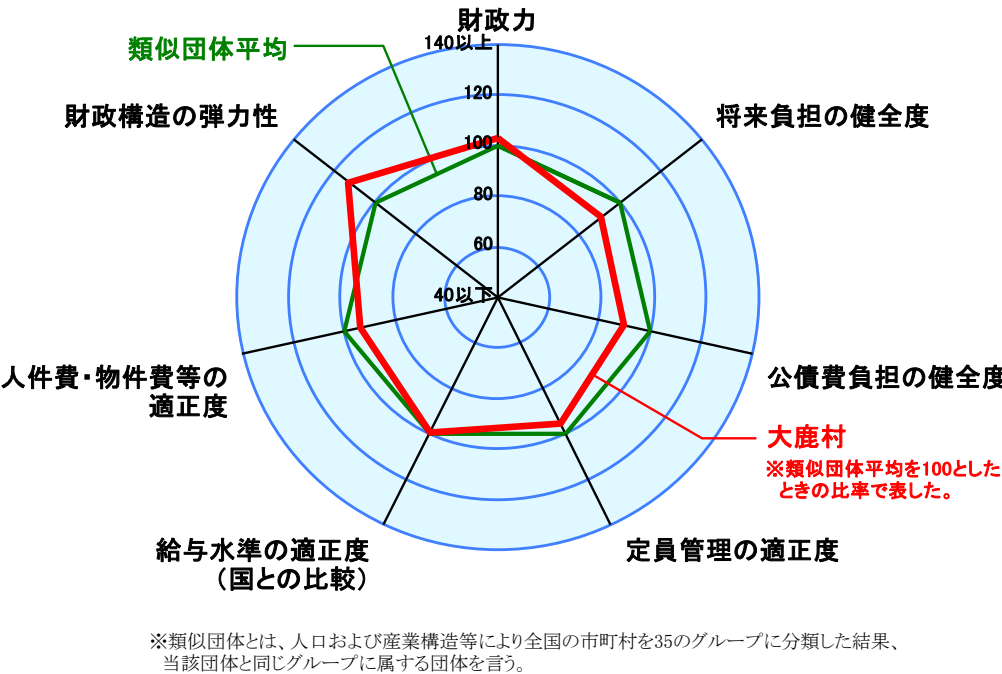 財政力
140以上
類似団体平均
120
財政構造の弾力性
将来負担の健全度
100
80
60
40以下
人件費・物件費等の
適正度
公債費負担の健全度
大鹿村
※類似団体平均を100とした
ときの比率で表した。
給与水準の適正度
（国との比較）
定員管理の適正度
※類似団体とは、人口および産業構造等により全国の市町村を35のグループに分類した結果、
当該団体と同じグループに属する団体を言う。